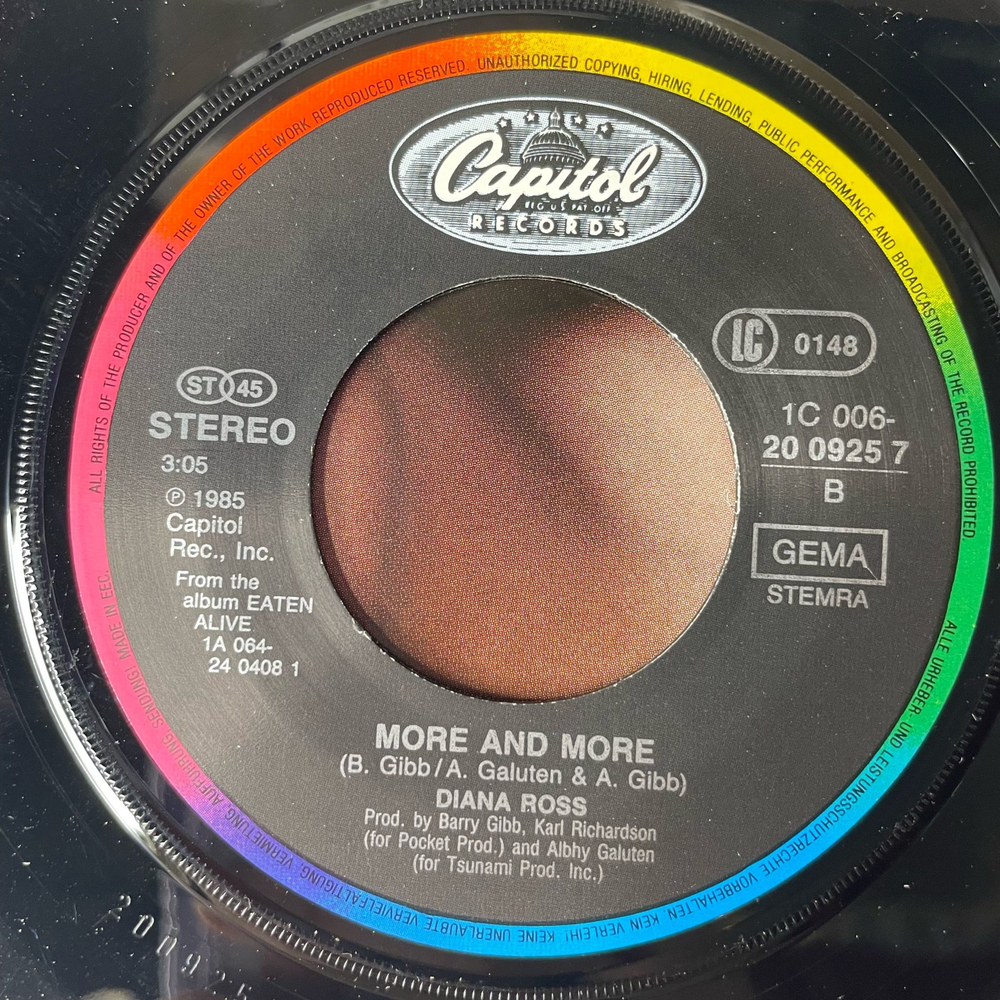 ALL RIGHTS OF THE PRODUCER AND OF THE OWNER OF THE WORK REPRODUCED RESERVED. UNAUTHORIZED COPYING, HIRING, LENDING, PUBLIC PERFORMANCE AND BROADCASTING OF THE RECORD PROHIBITED.
Capitol
REG. U.S. PAT. OFF.
RECORDS
LC 0148
ST 45
STEREO
3:05
℗ 1985
Capitol
Rec., Inc.
From the
album EATEN
ALIVE
1A 064-
24 0408 1
1C 006-
20 0925 7
B
GEMA
STEMRA
MORE AND MORE
(B. Gibb/A. Galuten & A. Gibb)
DIANA ROSS
Prod. by Barry Gibb, Karl Richardson
(for Pocket Prod.) and Albhy Galuten
(for Tsunami Prod. Inc.)
ALLE URHEBER- UND LEISTUNGSSCHUTZRECHTE VORBEHALTEN. KEIN VERLEIH! KEINE UNERLAUBTE VERVIELFÄLTIGUNG, VERMIETUNG, AUFFÜHRUNG, SENDUNG! MADE IN EEC.
20092